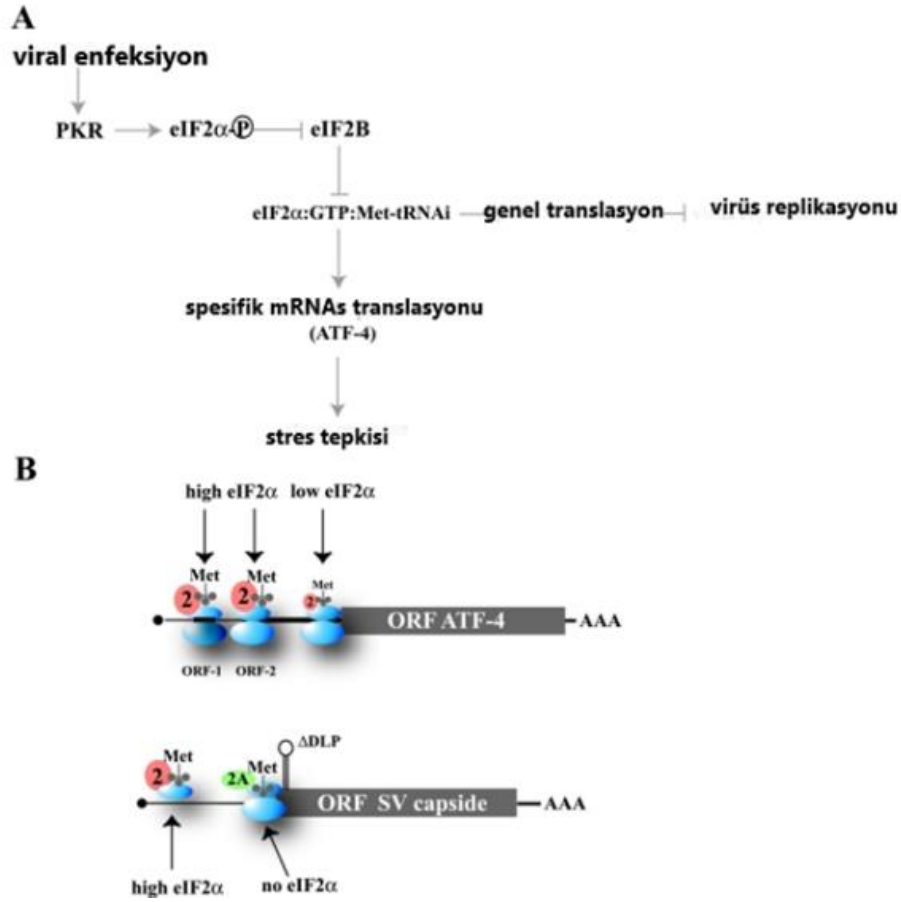 A
viral enfeksiyon
PKR eIF2α-P eIF2B
eIF2α:GTP:Met-tRNAi genel translasyon virüs replikasyonu
spesifik mRNAs translasyonu
(ATF-4)
stres tepkisi
B
high eIF2α low eIF2α
Met Met Met
2 2 2
ORF ATF-4 AAA
ORF-1 ORF-2
ΔDLP
Met Met
2 2A
ORF SV capside AAA
high eIF2α no eIF2α